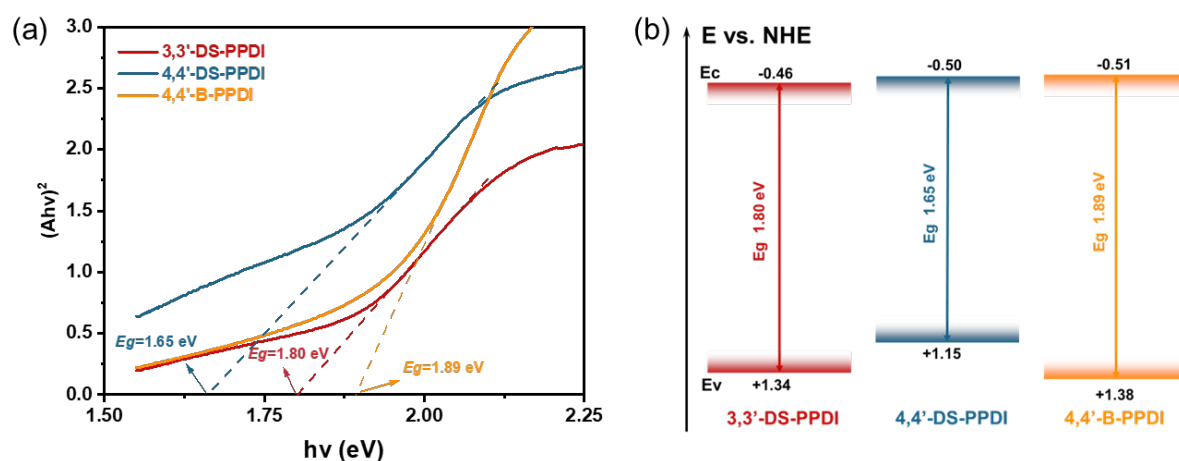 (a)
3.0
2.5
2.0
1.5
1.0
0.5
0.0
(Ahν)²
3,3'-DS-PPDI
4,4'-DS-PPDI
4,4'-B-PPDI
Eg=1.65 eV
Eg=1.80 eV
Eg=1.89 eV
1.50
1.75
2.00
2.25
hν (eV)
(b)
E vs. NHE
Ec
-0.46
-0.50
-0.51
Eg 1.80 eV
Eg 1.65 eV
Eg 1.89 eV
Ev
+1.34
+1.15
+1.38
3,3’-DS-PPDI
4,4’-DS-PPDI
4,4’-B-PPDI